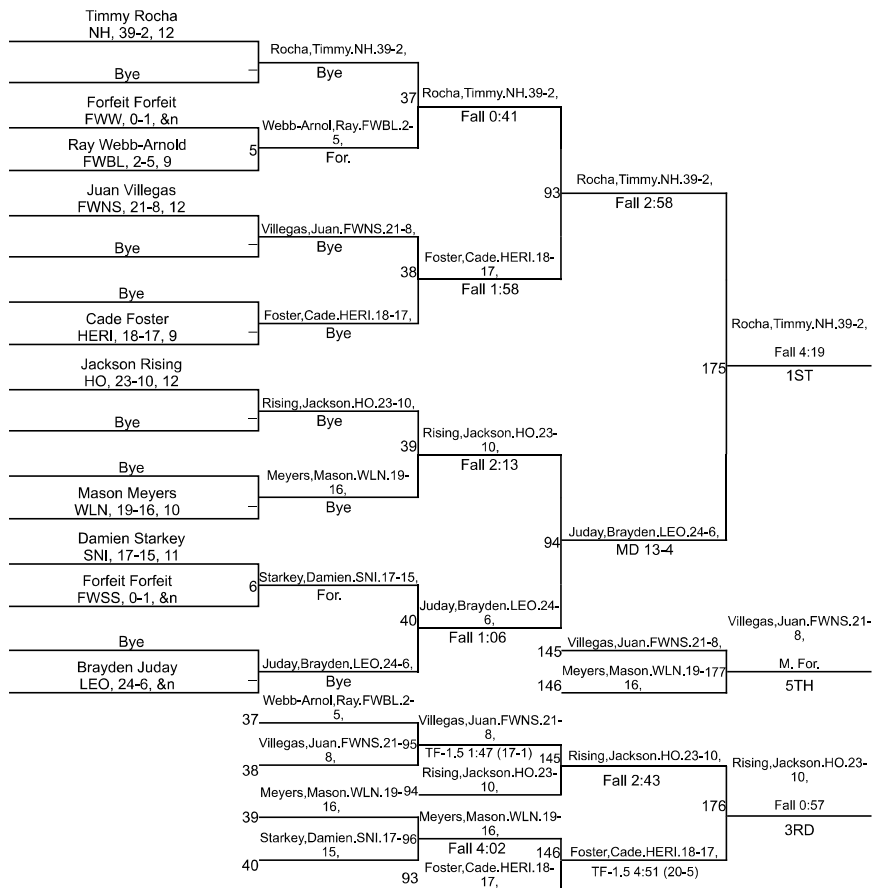 Timmy Rocha
NH, 39-2, 12
Bye
Forfeit Forfeit
FWW, 0-1, &n
Ray Webb-Arnold
FWBL, 2-5, 9
Juan Villegas
FWNS, 21-8, 12
Bye
Bye
Cade Foster
HERI, 18-17, 9
Jackson Rising
HO, 23-10, 12
Bye
Bye
Mason Meyers
WLN, 19-16, 10
Damien Starkey
SNI, 17-15, 11
Forfeit Forfeit
FWSS, 0-1, &n
Bye
Brayden Juday
LEO, 24-6, &n
–
Rocha,Timmy.NH.39-2,
Bye
5
Webb-Arnol,Ray.FWBL.2-
5,
For.
–
Villegas,Juan.FWNS.21-8,
Bye
–
Foster,Cade.HERI.18-17,
Bye
–
Rising,Jackson.HO.23-10,
Bye
–
Meyers,Mason.WLN.19-
16,
Bye
6
Starkey,Damien.SNI.17-15,
For.
–
Juday,Brayden.LEO.24-6,
Bye
37
Rocha,Timmy.NH.39-2,
Fall 0:41
38
Foster,Cade.HERI.18-
17,
Fall 1:58
39
Rising,Jackson.HO.23-
10,
Fall 2:13
40
Juday,Brayden.LEO.24-
6,
Fall 1:06
93
Rocha,Timmy.NH.39-2,
Fall 2:58
94
Juday,Brayden.LEO.24-6,
MD 13-4
175
Rocha,Timmy.NH.39-2,
Fall 4:19
1ST
145
Villegas,Juan.FWNS.21-8,
146
Meyers,Mason.WLN.19-
16,
177
Villegas,Juan.FWNS.21-
8,
M. For.
5TH
37
Webb-Arnol,Ray.FWBL.2-
5,
38
Villegas,Juan.FWNS.21-
8,
95
Villegas,Juan.FWNS.21-
8,
TF-1.5 1:47 (17-1)
94
Rising,Jackson.HO.23-
10,
145
Rising,Jackson.HO.23-10,
Fall 2:43
39
Meyers,Mason.WLN.19-
16,
40
Starkey,Damien.SNI.17-
15,
96
Meyers,Mason.WLN.19-
16,
Fall 4:02
93
Foster,Cade.HERI.18-
17,
146
Foster,Cade.HERI.18-17,
TF-1.5 4:51 (20-5)
176
Rising,Jackson.HO.23-
10,
Fall 0:57
3RD